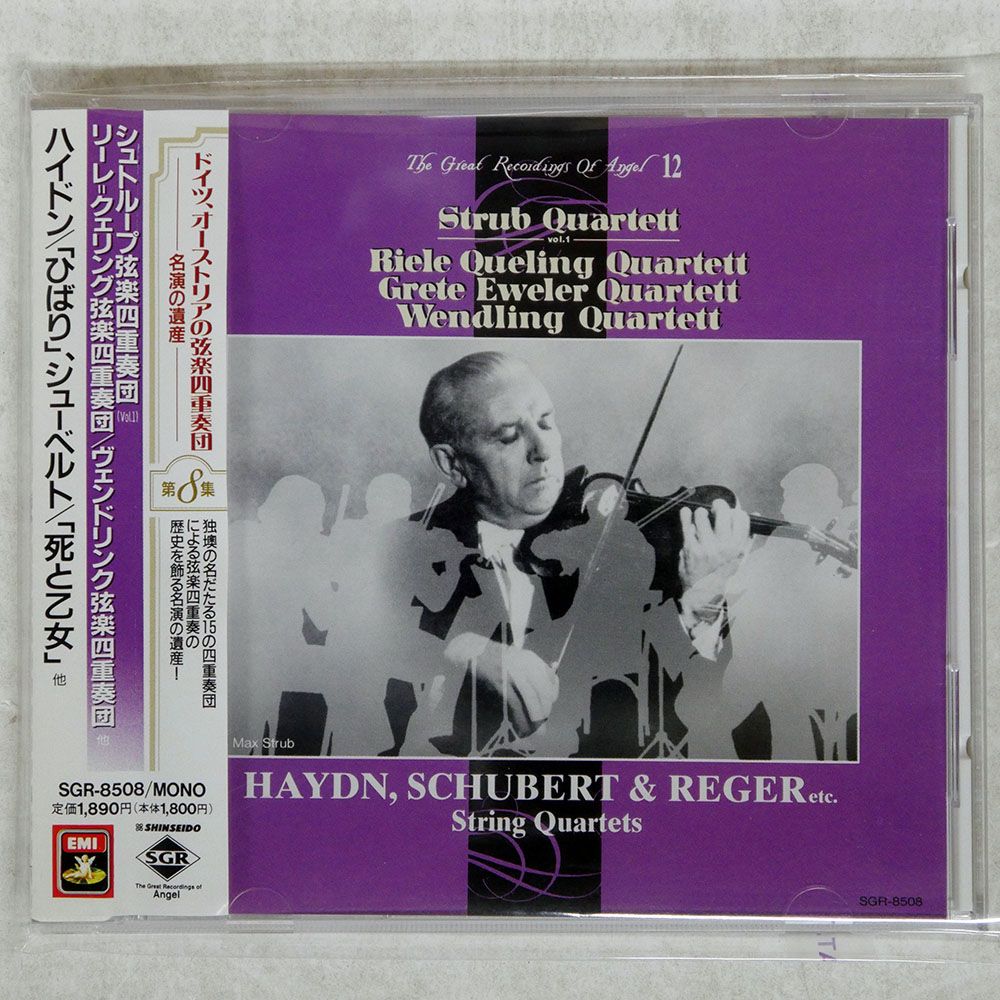 The Great Recordings Of Angel 12
Strub Quartett
vol.1
Riele Queling Quartett
Grete Eweler Quartett
Wendling Quartett
Max Strub
HAYDN, SCHUBERT & REGER etc.
String Quartets
SGR-8508
ドイツ、オーストリアの弦楽四重奏団
名演の遺産
第8集
独墺の名だたる15の四重奏団
による弦楽四重奏の
歴史を飾る名演の遺産!
シュトループ弦楽四重奏団(Vol.1)
リーレ=クェリング弦楽四重奏団/ヴェンドリンク弦楽四重奏団 他
ハイドン/「ひばり」、シューベルト/「死と乙女」 他
SGR-8508/MONO
定価1,890円(本体1,800円)
EMI
SHINSEIDO
SGR
The Great Recordings of
Angel